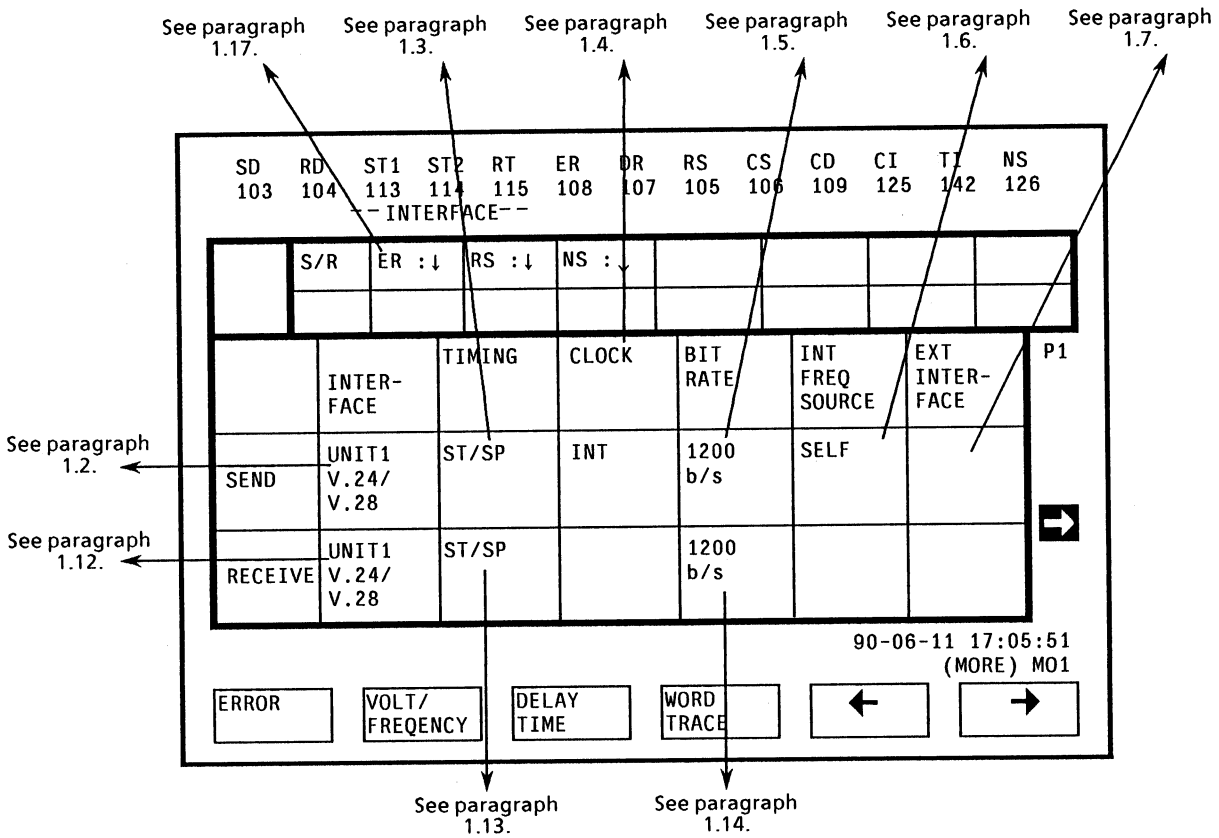 See paragraph 1.17.
See paragraph 1.3.
See paragraph 1.4.
See paragraph 1.5.
See paragraph 1.6.
See paragraph 1.7.
SD RD ST1 ST2 RT ER DR RS CS CD CI TI NS
103 104 113 114 115 108 107 105 106 109 125 142 126
-- INTERFACE--
S/R ER :↓ RS :↓ NS :↓
INTER-
FACE
TIMING
CLOCK
BIT
RATE
INT
FREQ
SOURCE
EXT
INTER-
FACE
P1
See paragraph 1.2.
SEND
UNIT1
V.24/
V.28
ST/SP
INT
1200
b/s
SELF
See paragraph 1.12.
RECEIVE
UNIT1
V.24/
V.28
ST/SP
1200
b/s
90-06-11 17:05:51
(MORE) MO1
ERROR
VOLT/
FREQENCY
DELAY
TIME
WORD
TRACE
See paragraph 1.13.
See paragraph 1.14.